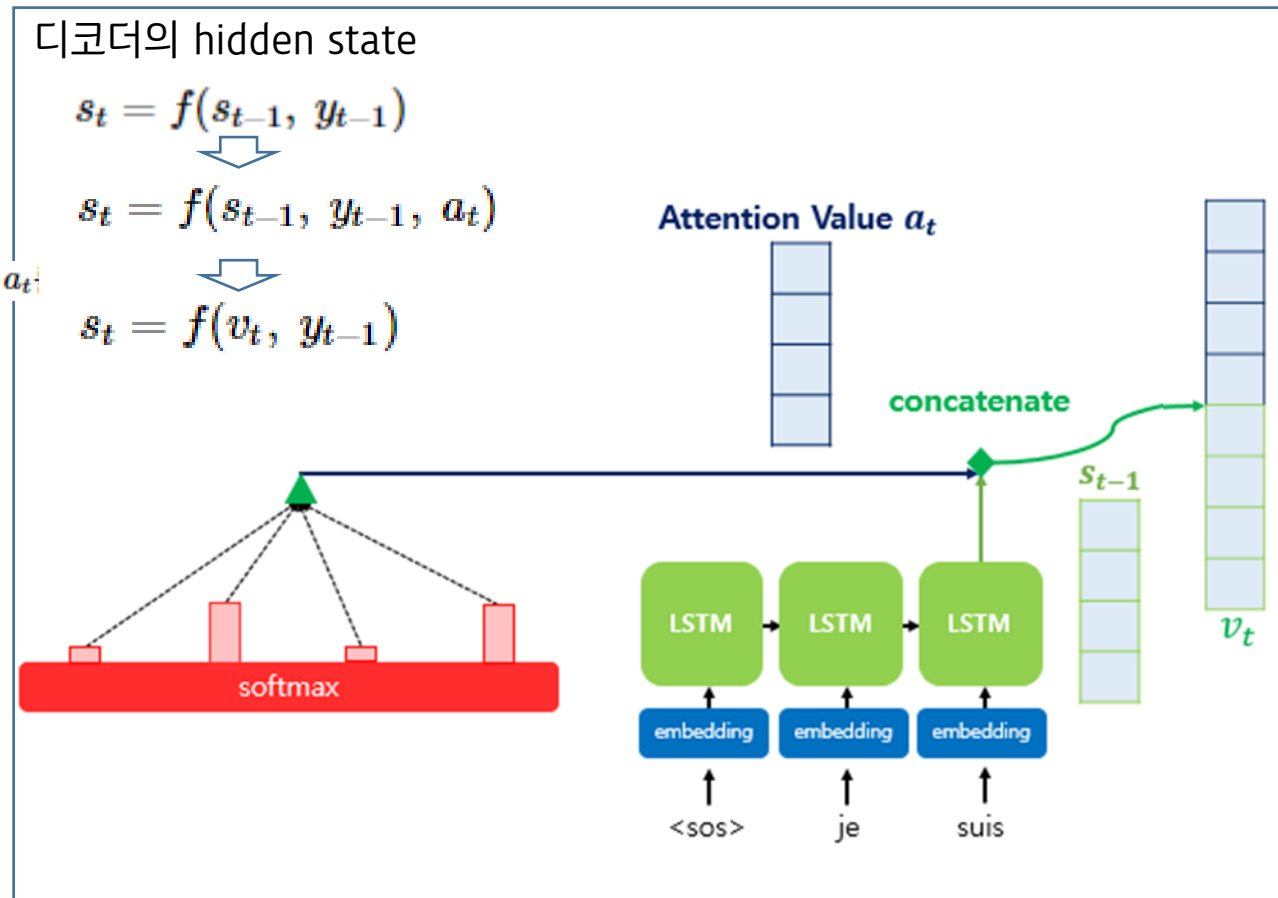 디코더의 hidden state
s_t = f(s_{t-1}, y_{t-1})
s_t = f(s_{t-1}, y_{t-1}, a_t)
a_t
s_t = f(v_t, y_{t-1})
Attention Value a_t
concatenate
s_{t-1}
v_t
softmax
LSTM LSTM LSTM
embedding embedding embedding
<sos> je suis